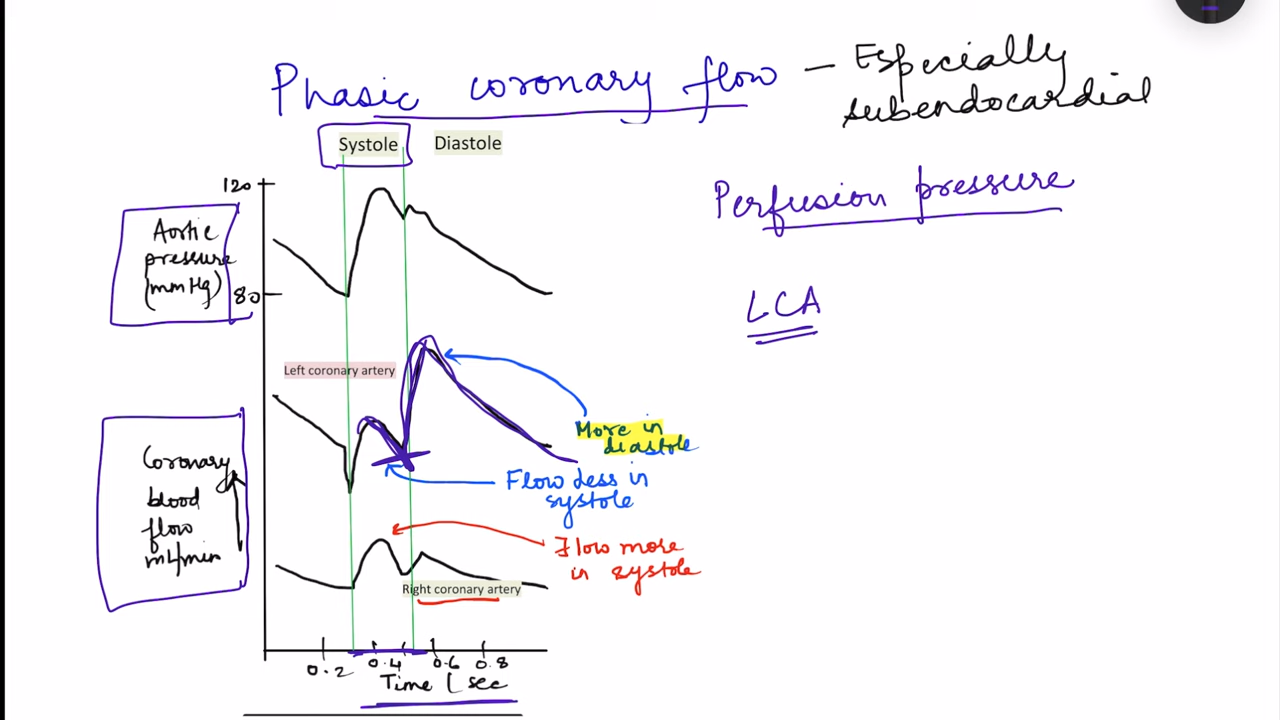 Phasic coronary flow - Especially
subendocardial
Systole Diastole
Perfusion pressure
120
Aortic
pressure
(mmHg)
80
LCA
Left coronary artery
More in
diastole
Coronary
blood
flow
ml/min
Flow less in
systole
Flow more
in systole
Right coronary artery
0.2 0.4 0.6 0.8
Time (sec